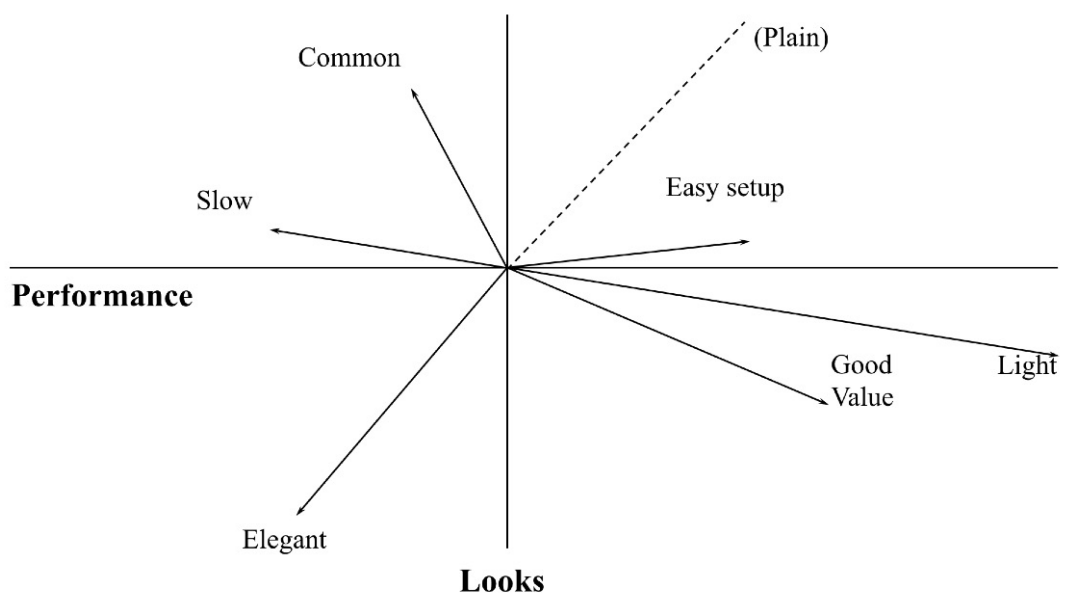 (Plain)
Common
Easy setup
Slow
Performance
Good
Value
Light
Elegant
Looks